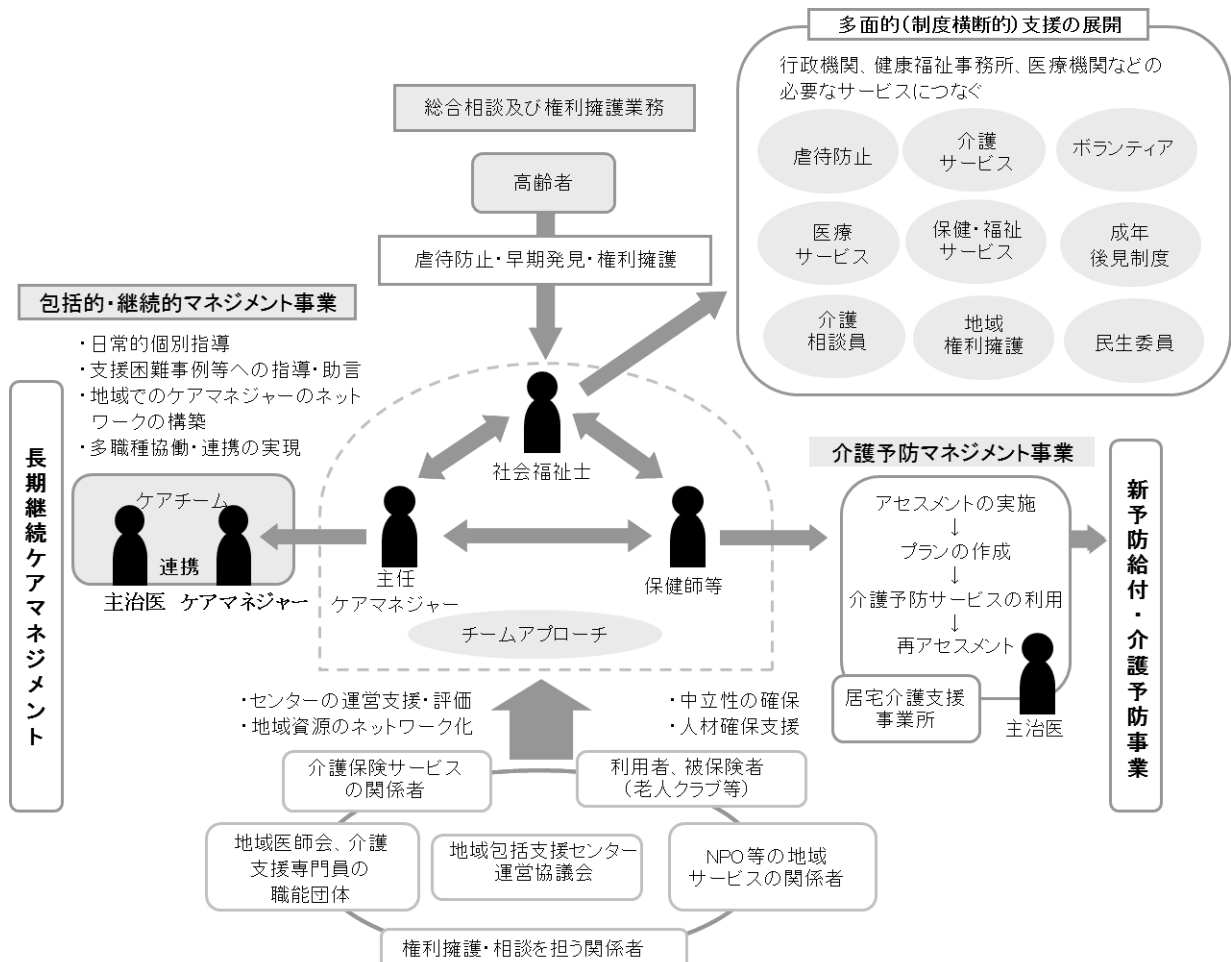 多面的(制度横断的)支援の展開
行政機関、健康福祉事務所、医療機関などの
必要なサービスにつなぐ
虐待防止
介護
サービス
ボランティア
医療
サービス
保健・福祉
サービス
成年
後見制度
介護
相談員
地域
権利擁護
民生委員
総合相談及び権利擁護業務
高齢者
虐待防止・早期発見・権利擁護
包括的・継続的マネジメント事業
・日常的個別指導
・支援困難事例等への指導・助言
・地域でのケアマネジャーのネット
ワークの構築
・多職種協働・連携の実現
長期継続ケアマネジメント
ケアチーム
連携
主治医
ケアマネジャー
社会福祉士
主任
ケアマネジャー
保健師等
チームアプローチ
介護予防マネジメント事業
アセスメントの実施
↓
プランの作成
↓
介護予防サービスの利用
↓
再アセスメント
居宅介護支援
事業所
主治医
新予防給付・介護予防事業
・センターの運営支援・評価
・地域資源のネットワーク化
・中立性の確保
・人材確保支援
介護保険サービス
の関係者
利用者、被保険者
(老人クラブ等)
地域医師会、介護
支援専門員の
職能団体
地域包括支援センター
運営協議会
NPO等の地域
サービスの関係者
権利擁護・相談を担う関係者